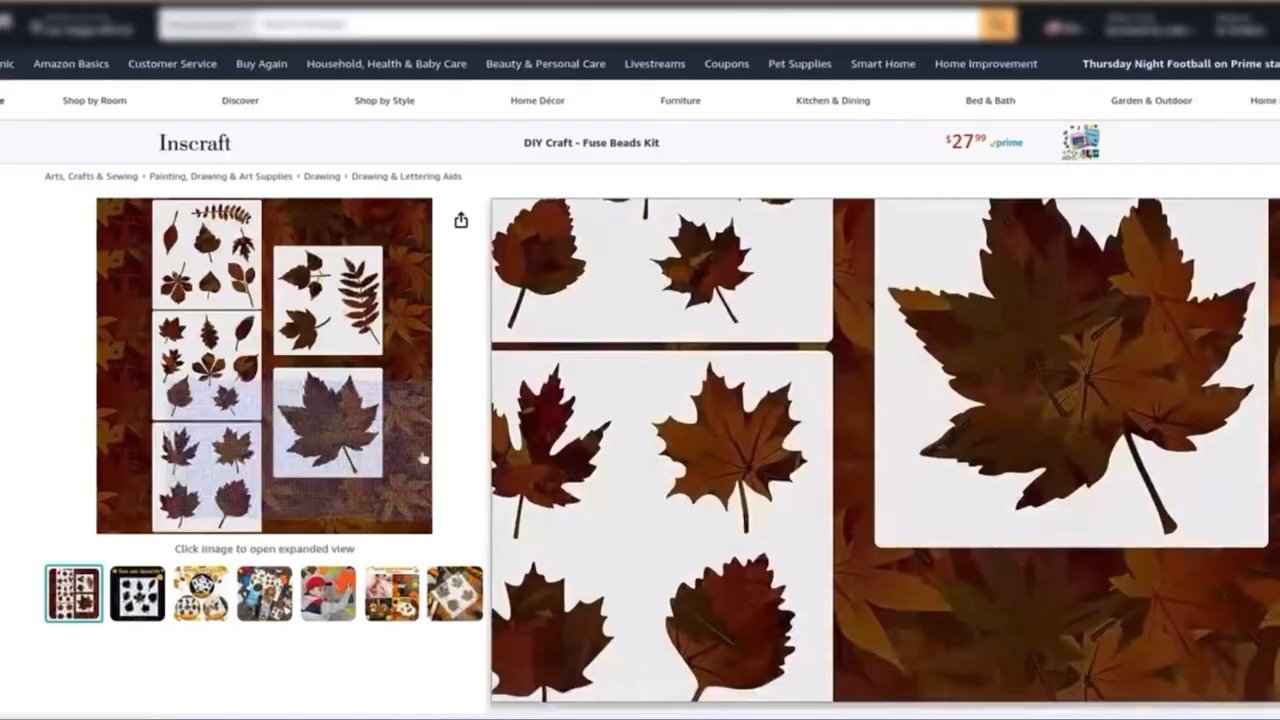 nic Amazon Basics Customer Service Buy Again Household, Health & Baby Care Beauty & Personal Care Livestreams Coupons Pet Supplies Smart Home Home Improvement Thursday Night Football on Prime sta
e Shop by Room Discover Shop by Style Home Décor Furniture Kitchen & Dining Bed & Bath Garden & Outdoor Home
Inscraft DIY Craft - Fuse Beads Kit $27.99 prime
Arts, Crafts & Sewing › Painting, Drawing & Art Supplies › Drawing › Drawing & Lettering Aids
Click image to open expanded view